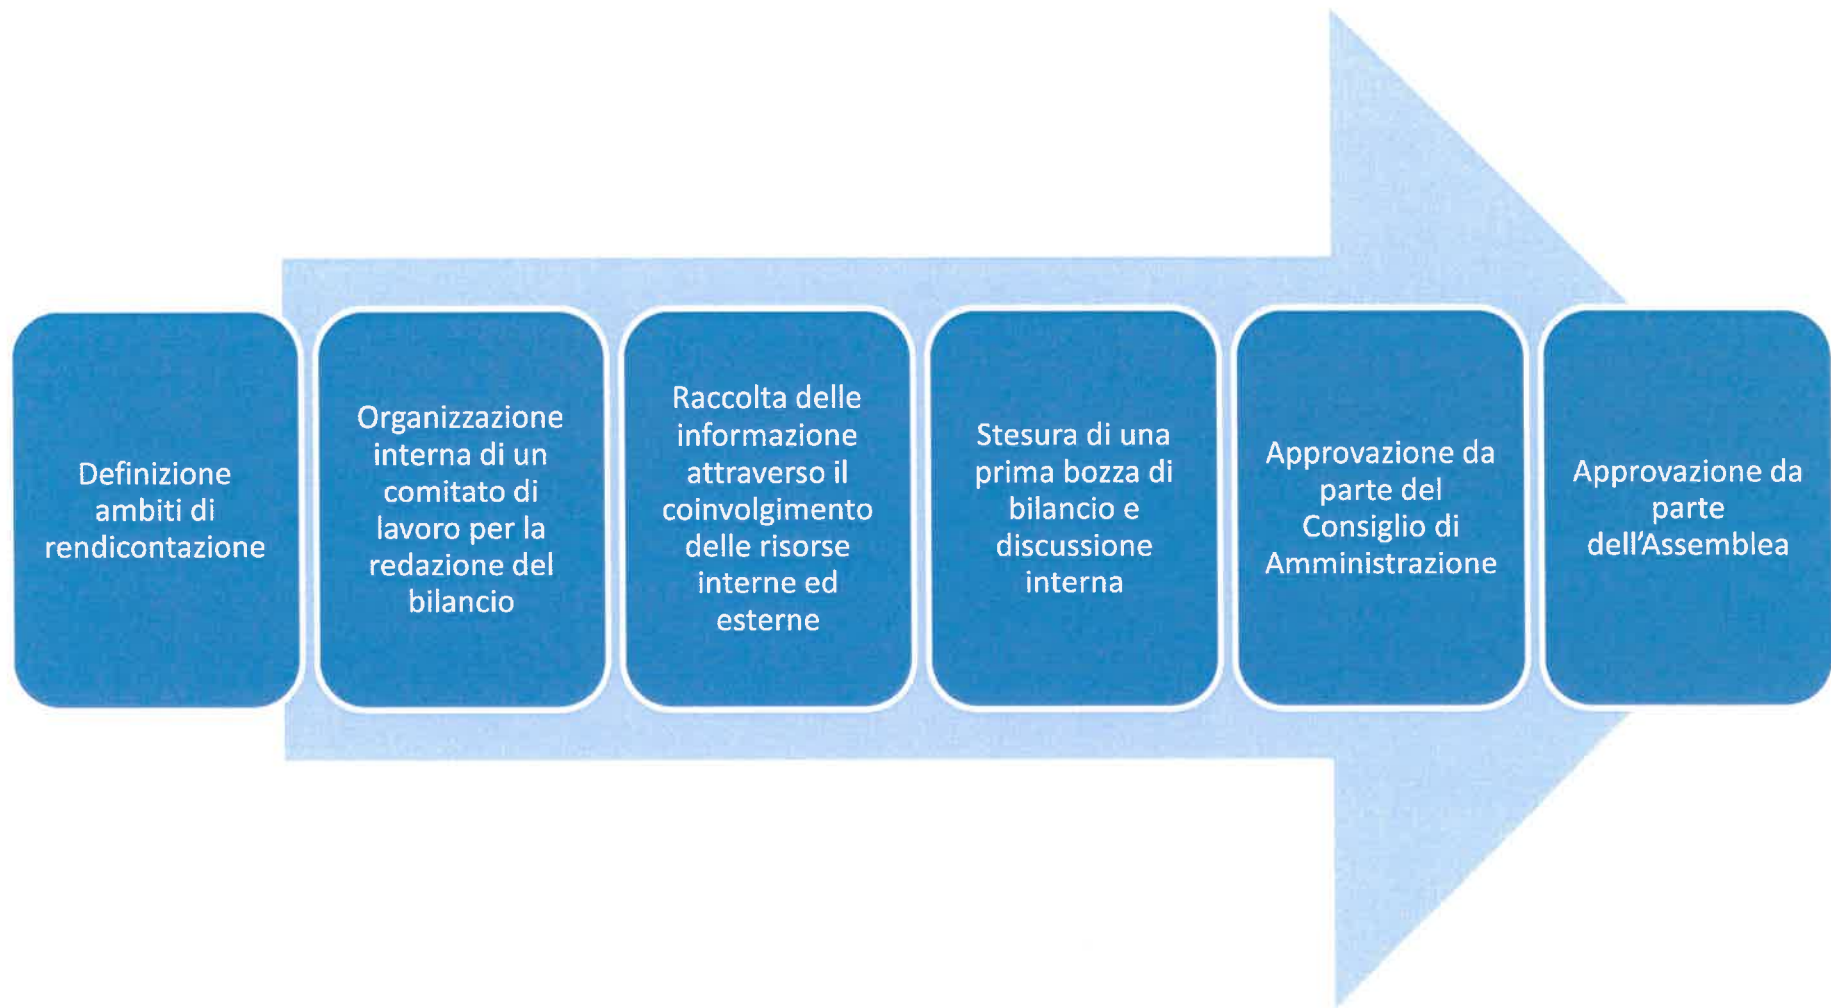 Definizione
ambiti di
rendicontazione
Organizzazione
interna di un
comitato di
lavoro per la
redazione del
bilancio
Raccolta delle
informazione
attraverso il
coinvolgimento
delle risorse
interne ed
esterne
Stesura di una
prima bozza di
bilancio e
discussione
interna
Approvazione da
parte del
Consiglio di
Amministrazione
Approvazione da
parte
dell'Assemblea